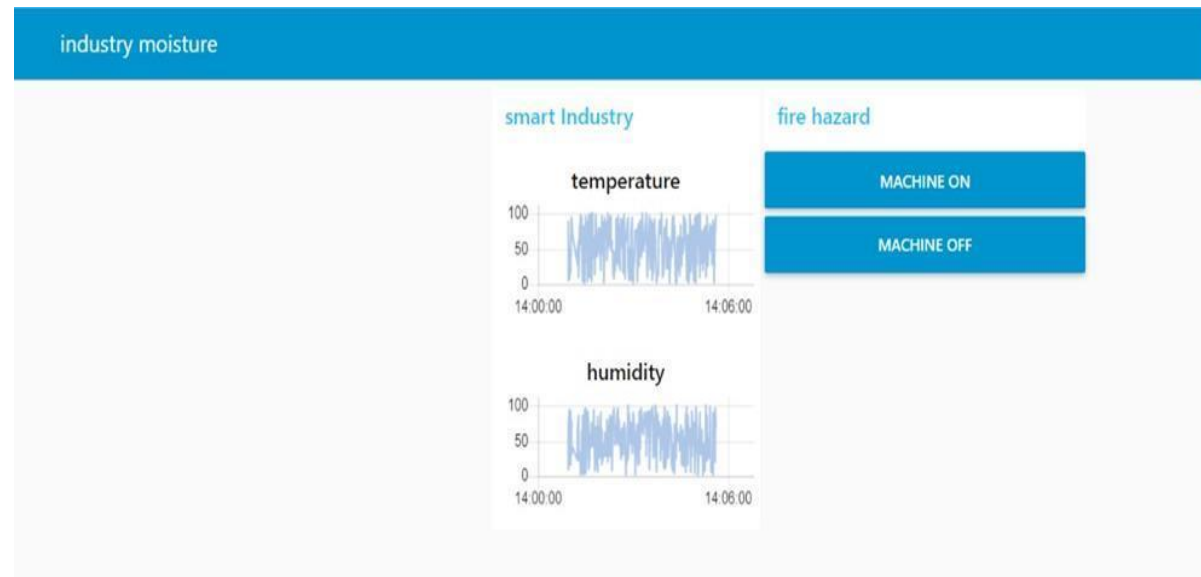 industry moisture
smart Industry
temperature
100
50
0
14:00:00 14:06:00
humidity
100
50
0
14:00:00 14:06:00
fire hazard
MACHINE ON
MACHINE OFF